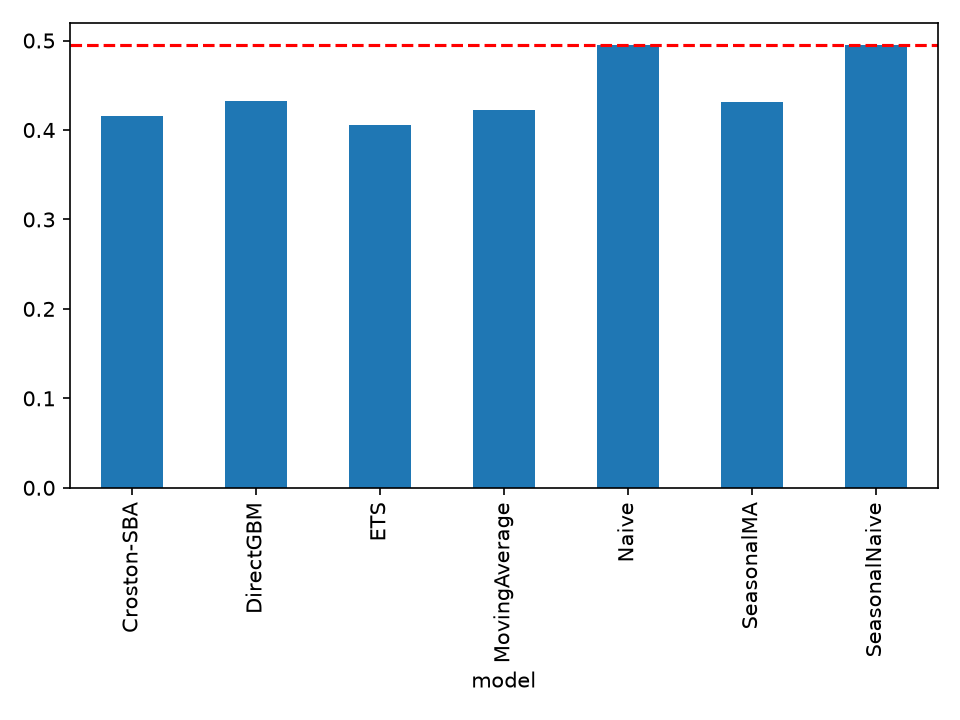 0.5
0.4
0.3
0.2
0.1
0.0
Croston-SBA
DirectGBM
ETS
MovingAverage
Naive
SeasonalMA
SeasonalNaive
model